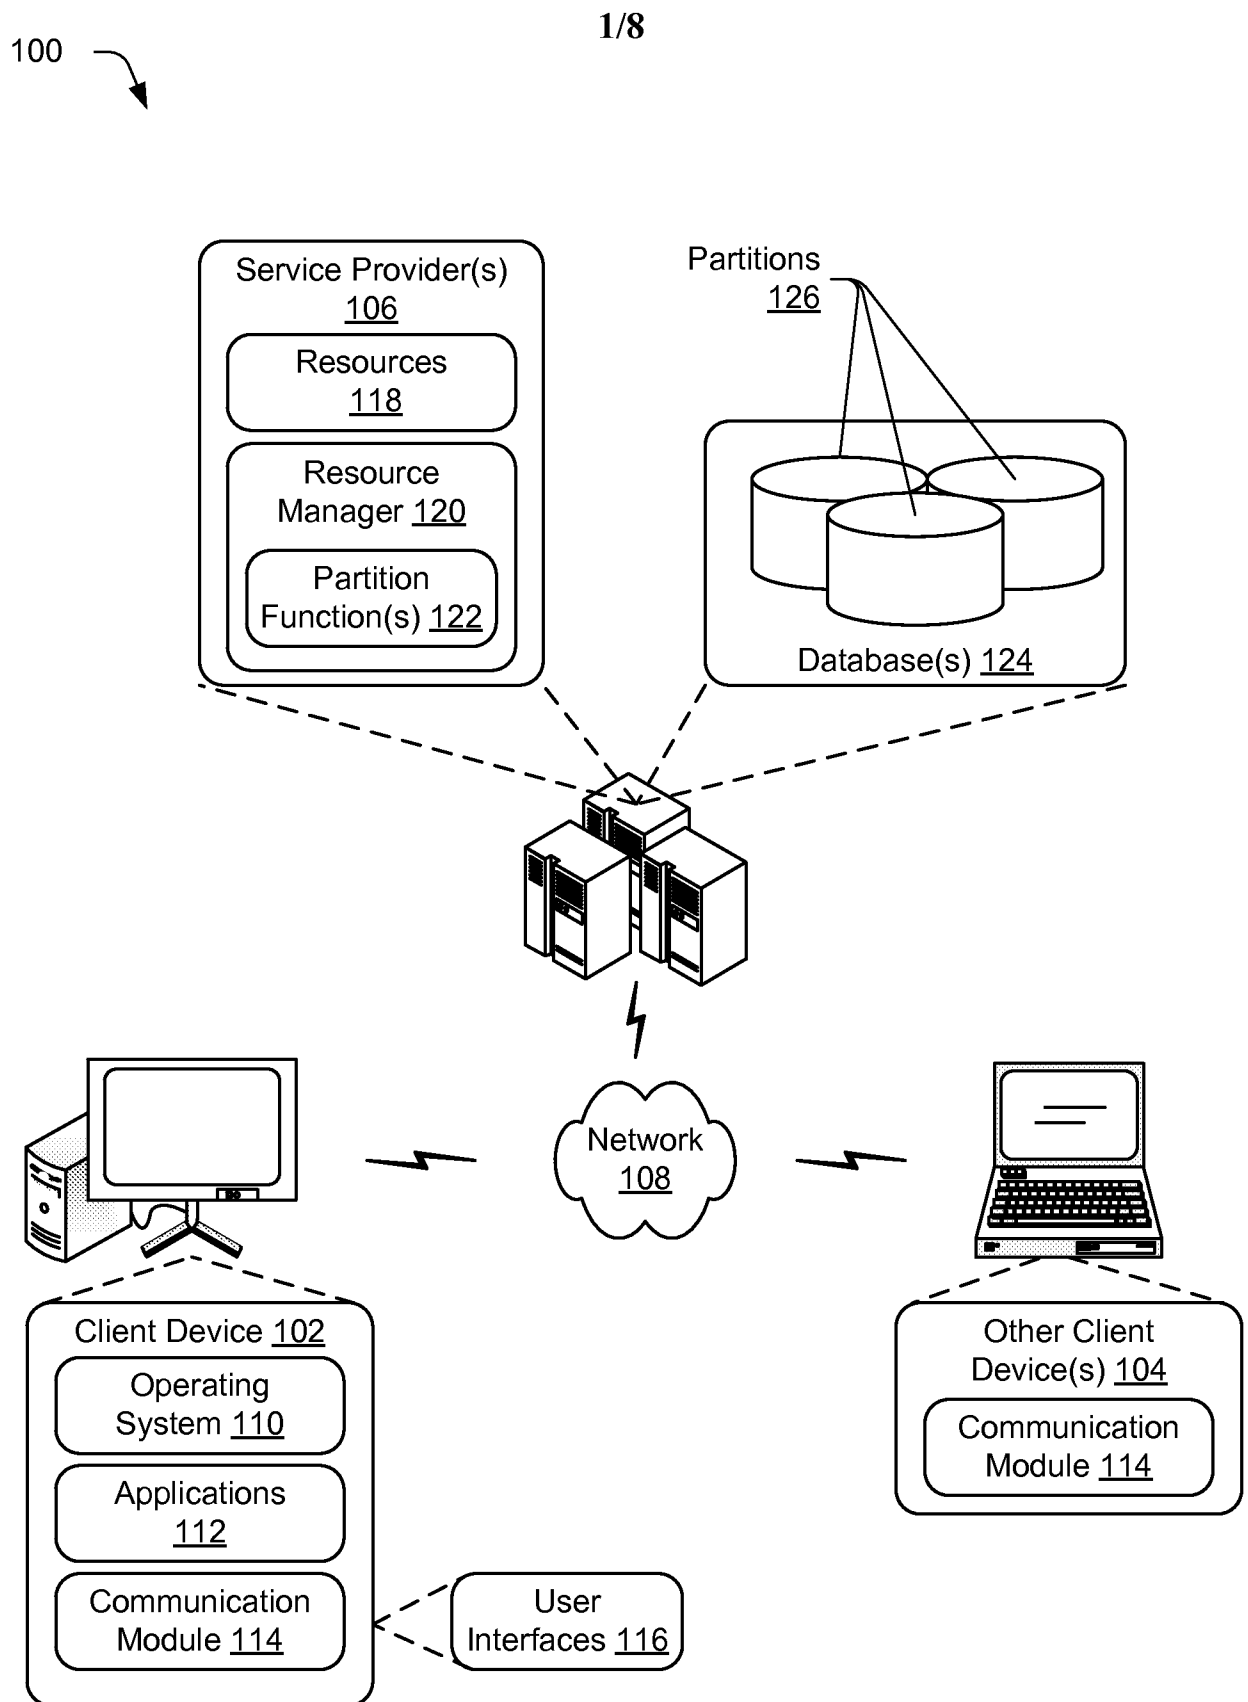 1/8
100
Service Provider(s)
106
Resources
118
Resource
Manager 120
Partition
Function(s) 122
Partitions
126
Database(s) 124
Network
108
Client Device 102
Operating
System 110
Applications
112
Communication
Module 114
User
Interfaces 116
Other Client
Device(s) 104
Communication
Module 114